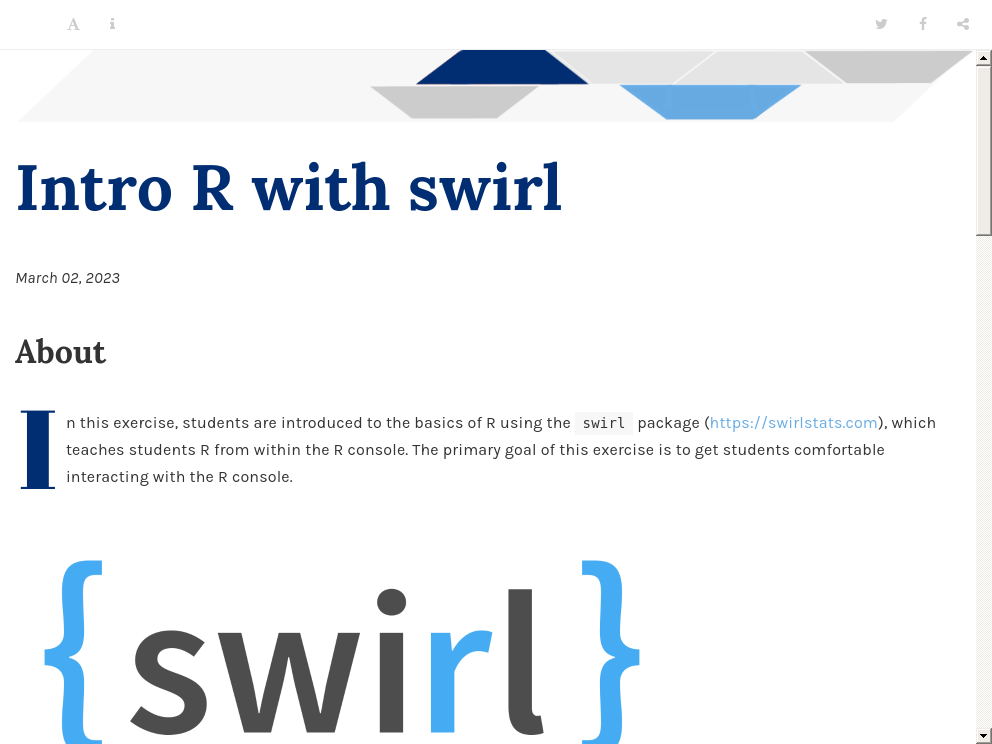 A i
Intro R with swirl
March 02, 2023
About
In this exercise, students are introduced to the basics of R using the swirl package (https://swirlstats.com), which
teaches students R from within the R console. The primary goal of this exercise is to get students comfortable
interacting with the R console.
{swirl}